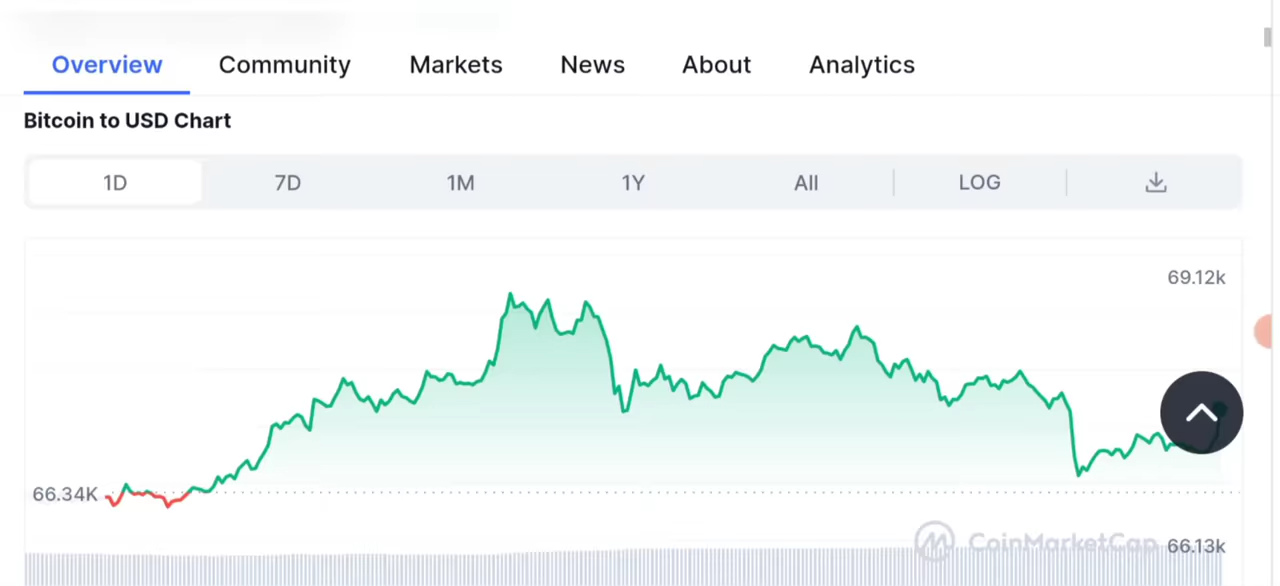 Overview Community Markets News About Analytics
Bitcoin to USD Chart
1D 7D 1M 1Y All LOG
69.12k
66.34K
CoinMarketCap 66.13k